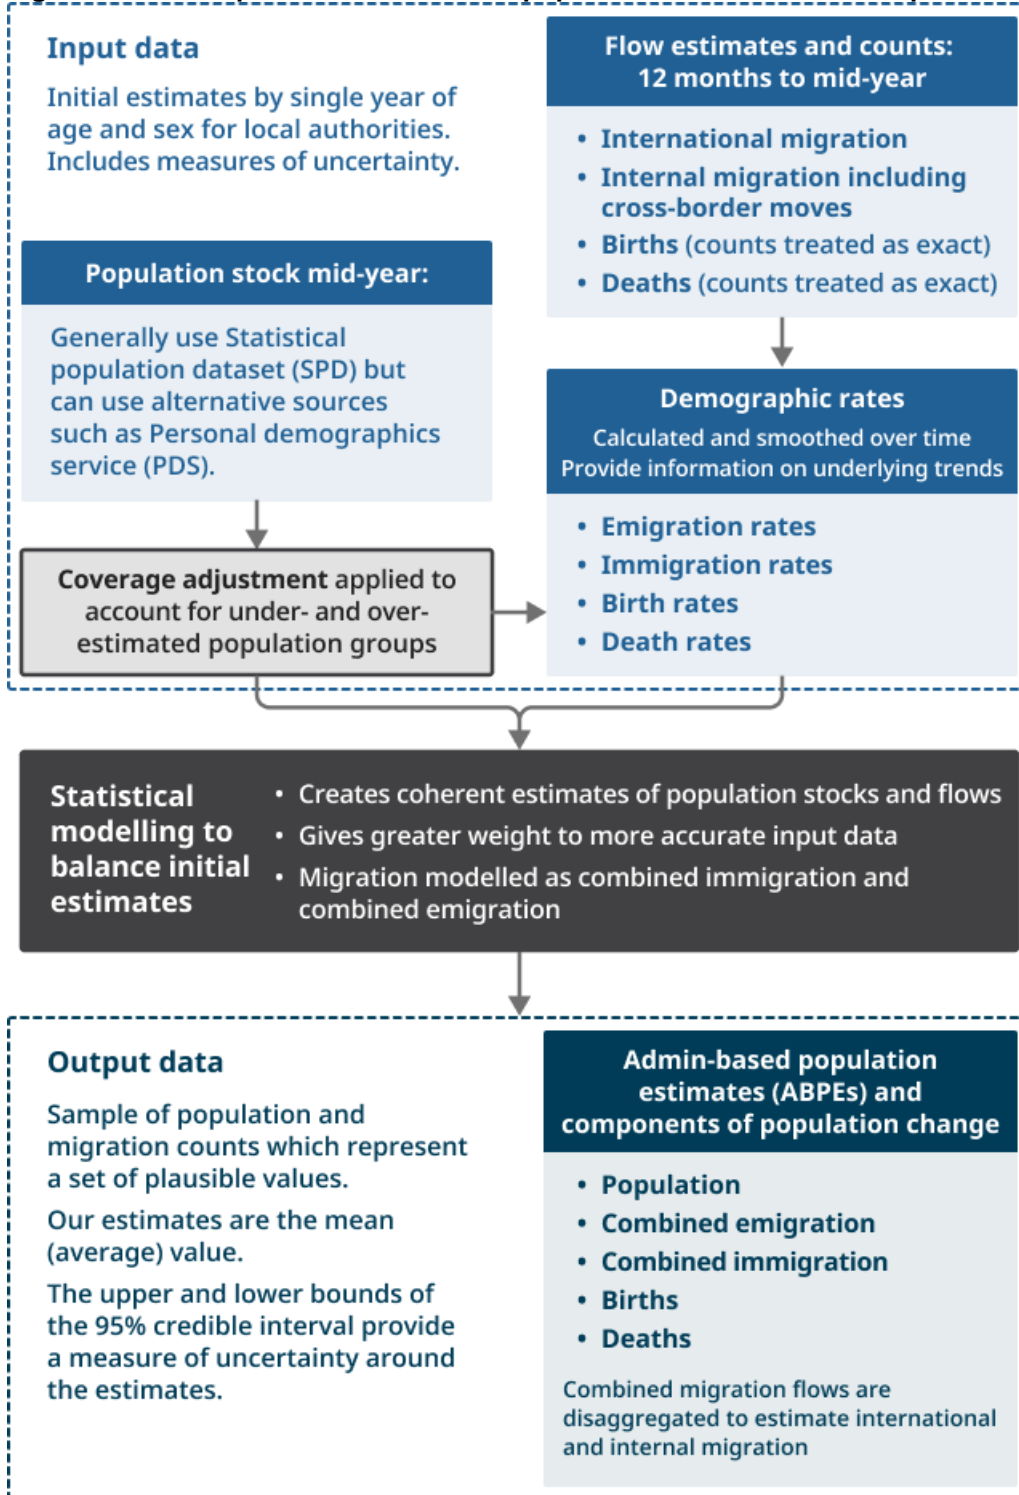 Input data
Initial estimates by single year of
age and sex for local authorities.
Includes measures of uncertainty.
Flow estimates and counts:
12 months to mid-year
• International migration
• Internal migration including
cross-border moves
• Births (counts treated as exact)
• Deaths (counts treated as exact)
Population stock mid-year:
Generally use Statistical
population dataset (SPD) but
can use alternative sources
such as Personal demographics
service (PDS).
Demographic rates
Calculated and smoothed over time
Provide information on underlying trends
• Emigration rates
• Immigration rates
• Birth rates
• Death rates
Coverage adjustment applied to
account for under- and over-
estimated population groups
Statistical
modelling to
balance initial
estimates
• Creates coherent estimates of population stocks and flows
• Gives greater weight to more accurate input data
• Migration modelled as combined immigration and
combined emigration
Output data
Sample of population and
migration counts which represent
a set of plausible values.
Our estimates are the mean
(average) value.
The upper and lower bounds of
the 95% credible interval provide
a measure of uncertainty around
the estimates.
Admin-based population
estimates (ABPEs) and
components of population change
• Population
• Combined emigration
• Combined immigration
• Births
• Deaths
Combined migration flows are
disaggregated to estimate international
and internal migration